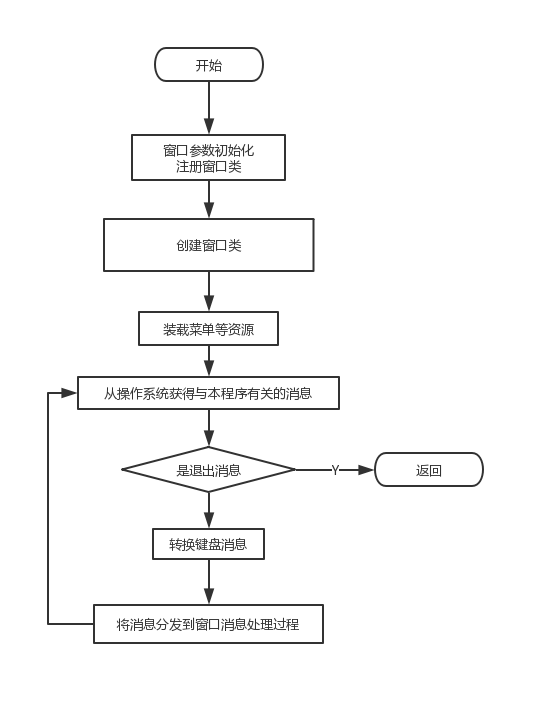 开始
窗口参数初始化
注册窗口类
创建窗口类
装载菜单等资源
从操作系统获得与本程序有关的消息
是退出消息
Y
返回
转换键盘消息
将消息分发到窗口消息处理过程